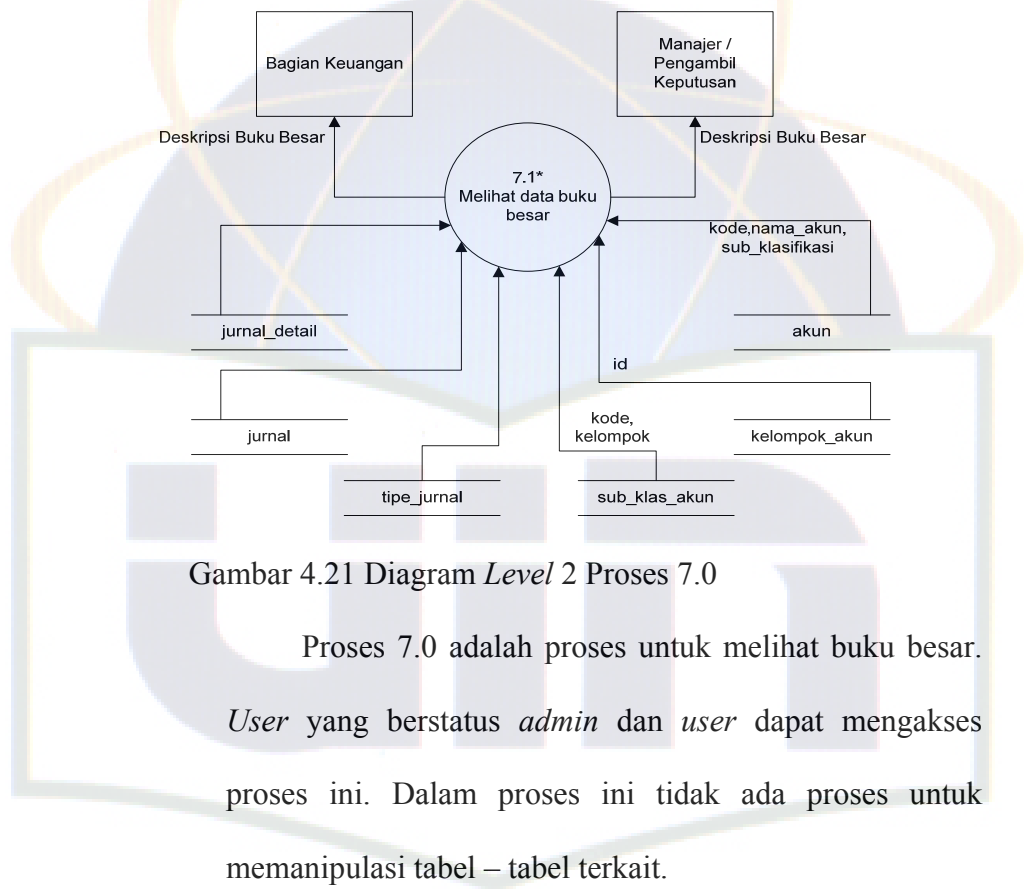 Bagian Keuangan
Manajer /
Pengambil
Keputusan
Deskripsi Buku Besar
Deskripsi Buku Besar
7.1*
Melihat data buku
besar
kode,nama_akun,
sub_klasifikasi
jurnal_detail
akun
id
jurnal
kode,
kelompok
kelompok_akun
tipe_jurnal
sub_klas_akun
Gambar 4.21 Diagram Level 2 Proses 7.0
Proses 7.0 adalah proses untuk melihat buku besar.
User yang berstatus admin dan user dapat mengakses
proses ini. Dalam proses ini tidak ada proses untuk
memanipulasi tabel – tabel terkait.
uin